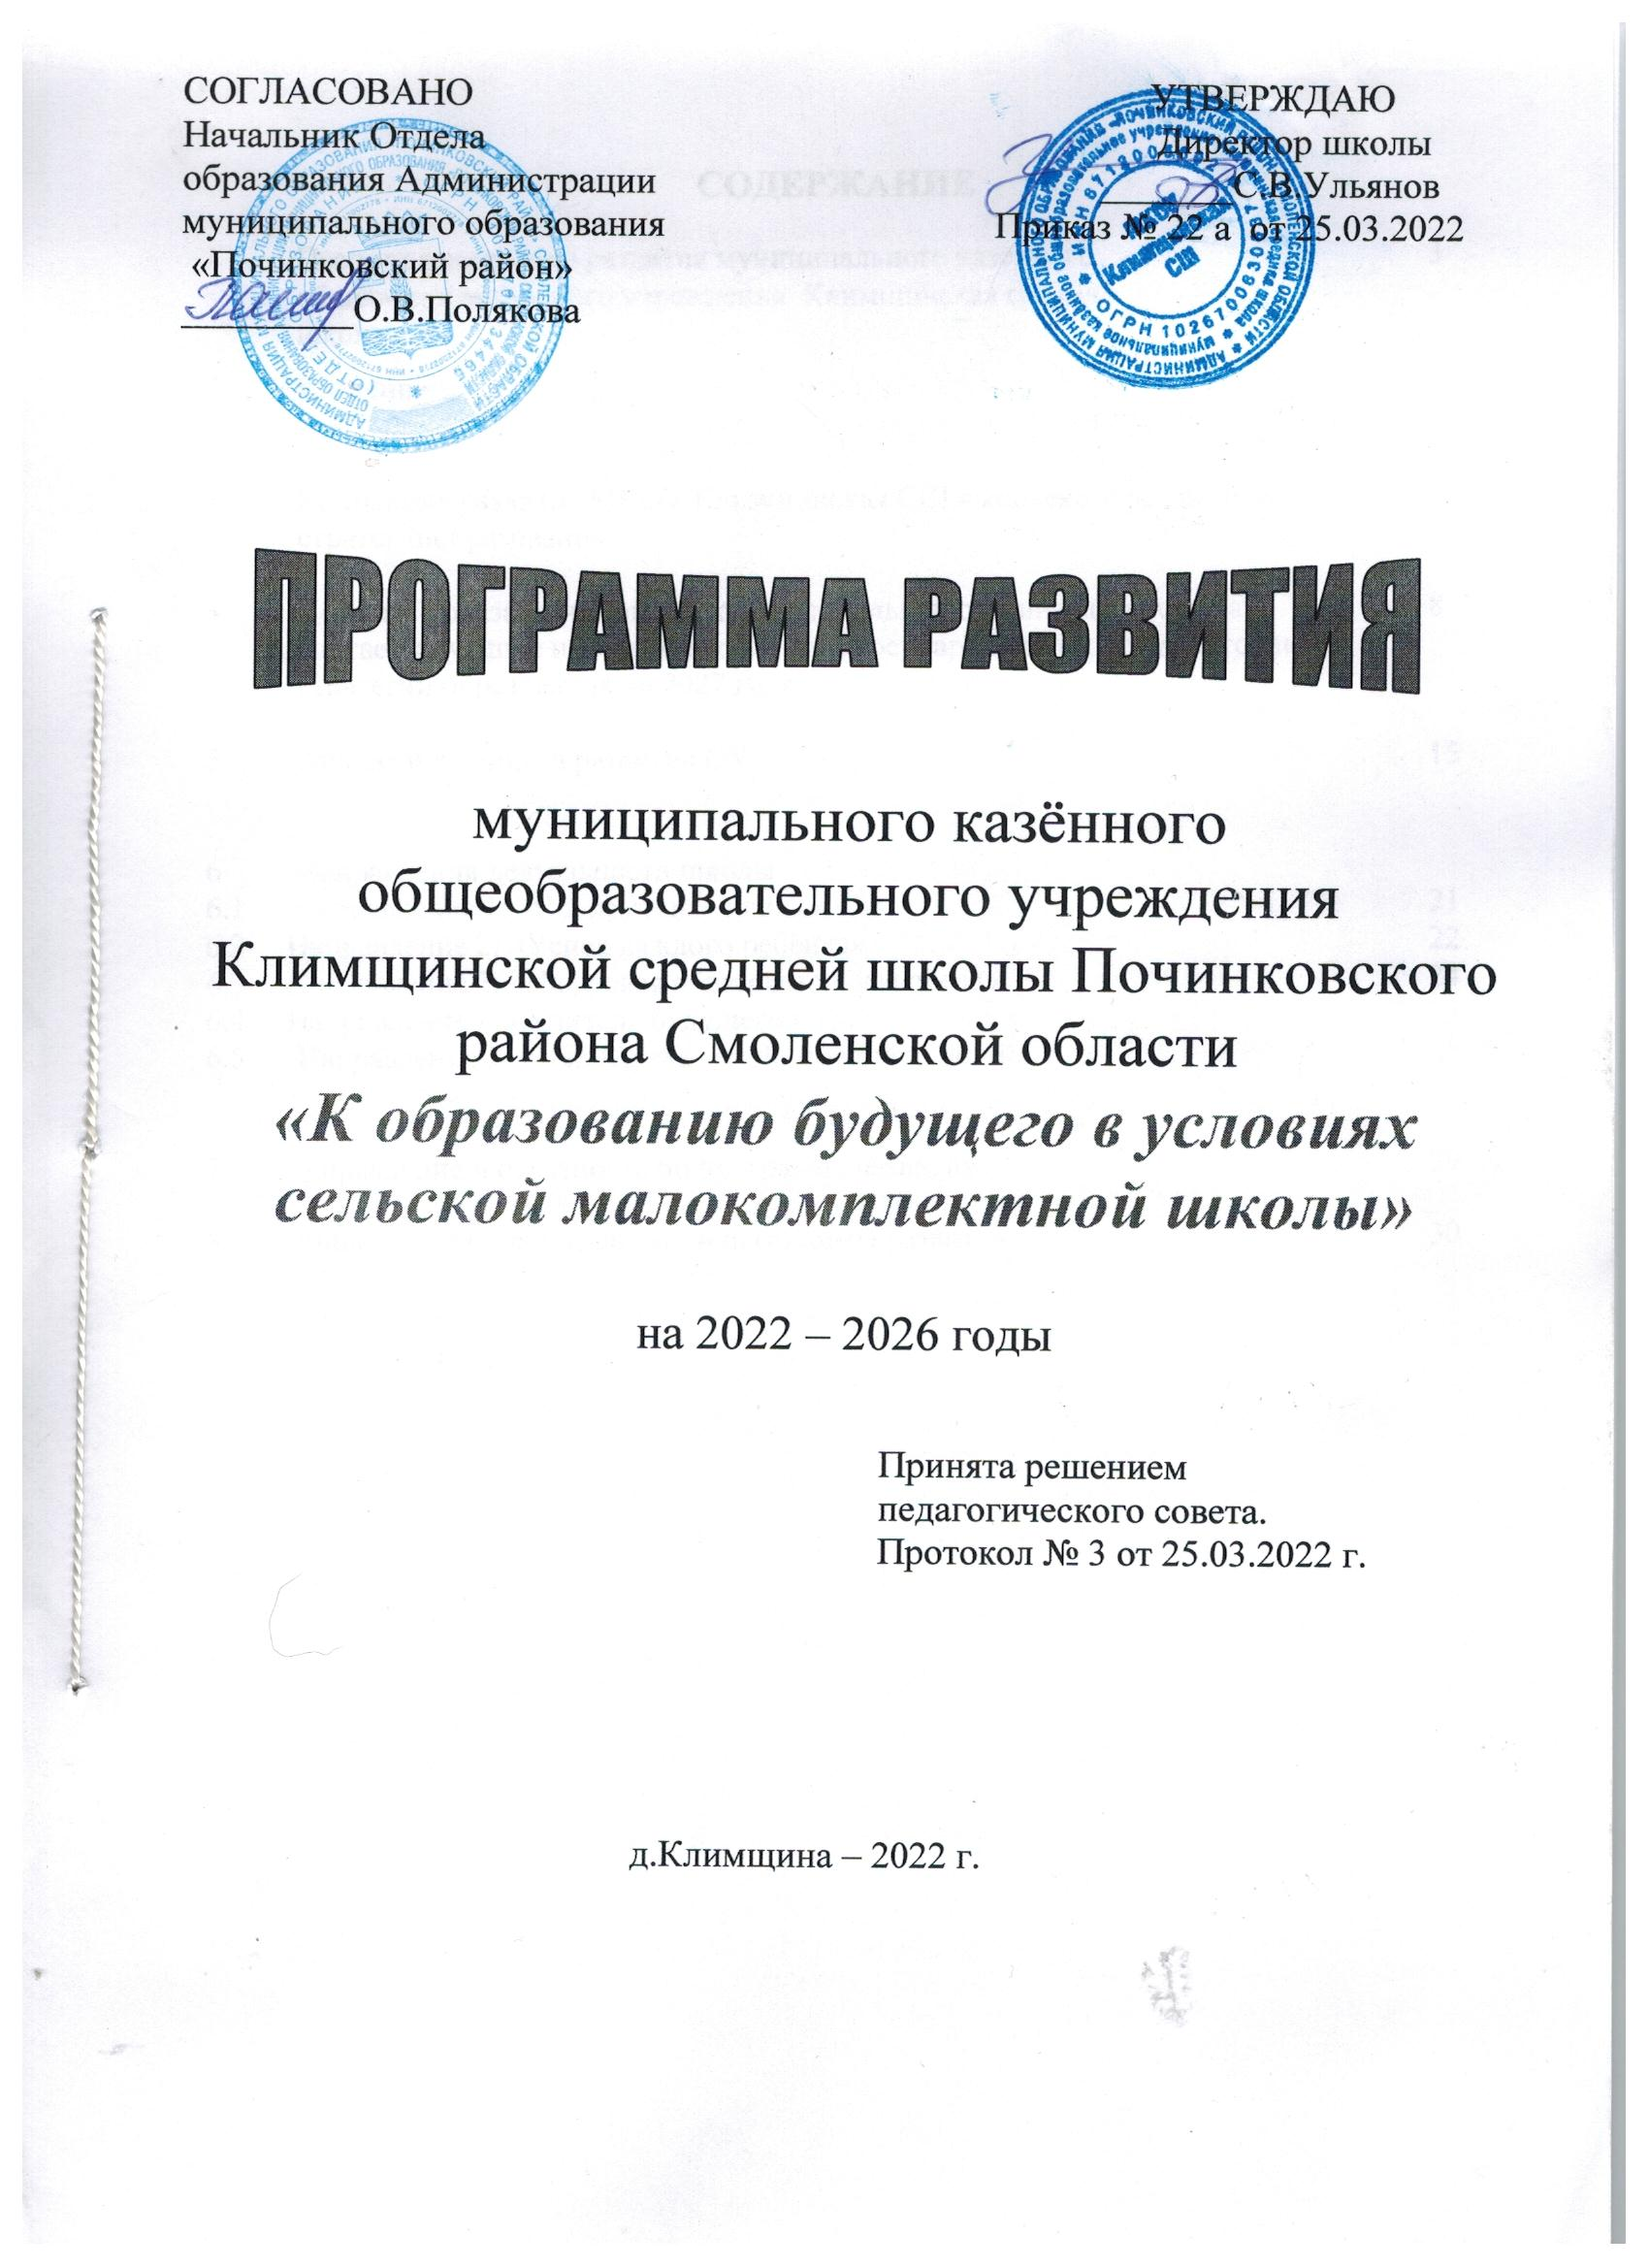 СОГЛАСОВАНО
Начальник Отдела
образования Администрации
муниципального образования
«Починковский район»
О.В.Полякова
УТВЕРЖДАЮ
Директор школы
С.В.Ульянов
Приказ № 22 а от 25.03.2022
ПРОГРАММА РАЗВИТИЯ
муниципального казённого
общеобразовательного учреждения
Климщинской средней школы Починковского
района Смоленской области
«К образованию будущего в условиях
сельской малокомплектной школы»
на 2022 – 2026 годы
Принята решением
педагогического совета.
Протокол № 3 от 25.03.2022 г.
д.Климщина – 2022 г.